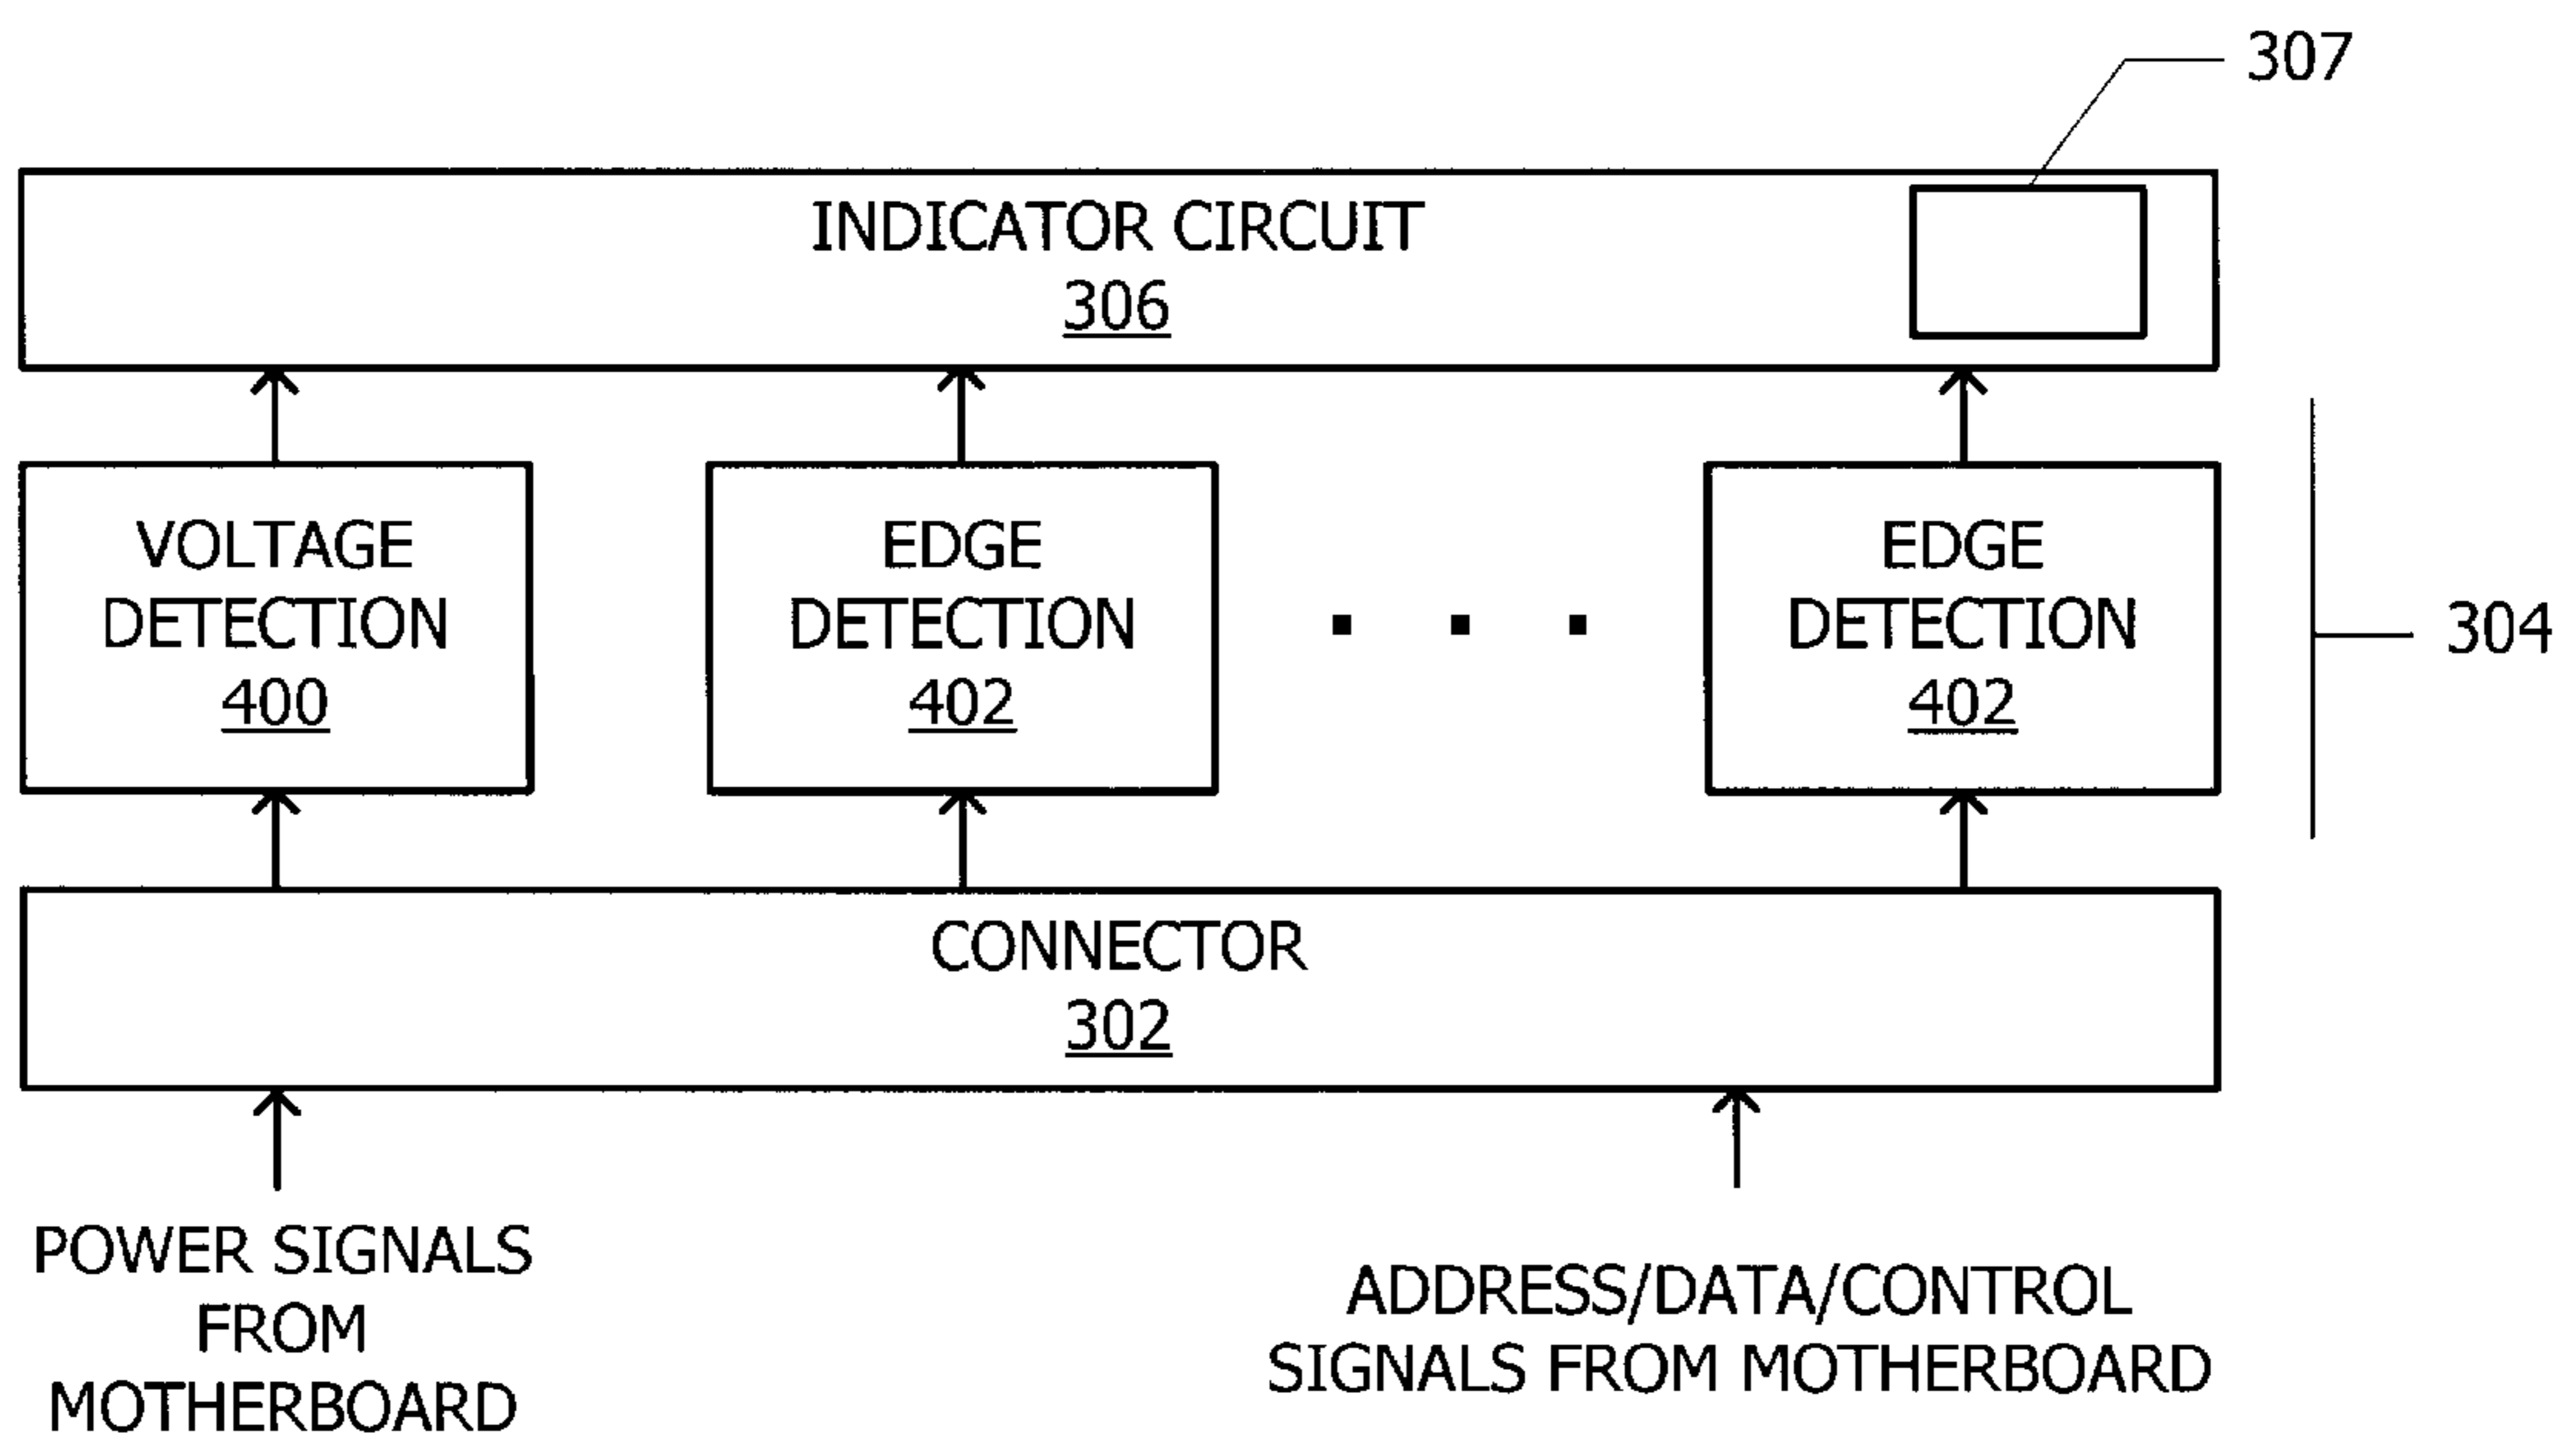 307
INDICATOR CIRCUIT
306
VOLTAGE
DETECTION
400
EDGE
DETECTION
402
EDGE
DETECTION
402
304
CONNECTOR
302
POWER SIGNALS
FROM
MOTHERBOARD
ADDRESS/DATA/CONTROL
SIGNALS FROM MOTHERBOARD